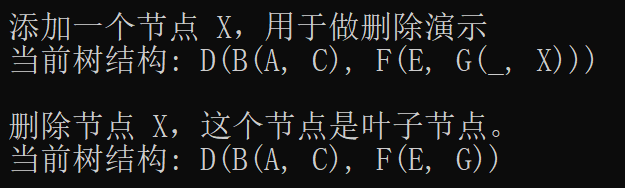 添加一个节点 X，用于做删除演示
当前树结构: D(B(A, C), F(E, G(_, X)))
删除节点 X，这个节点是叶子节点。
当前树结构: D(B(A, C), F(E, G))